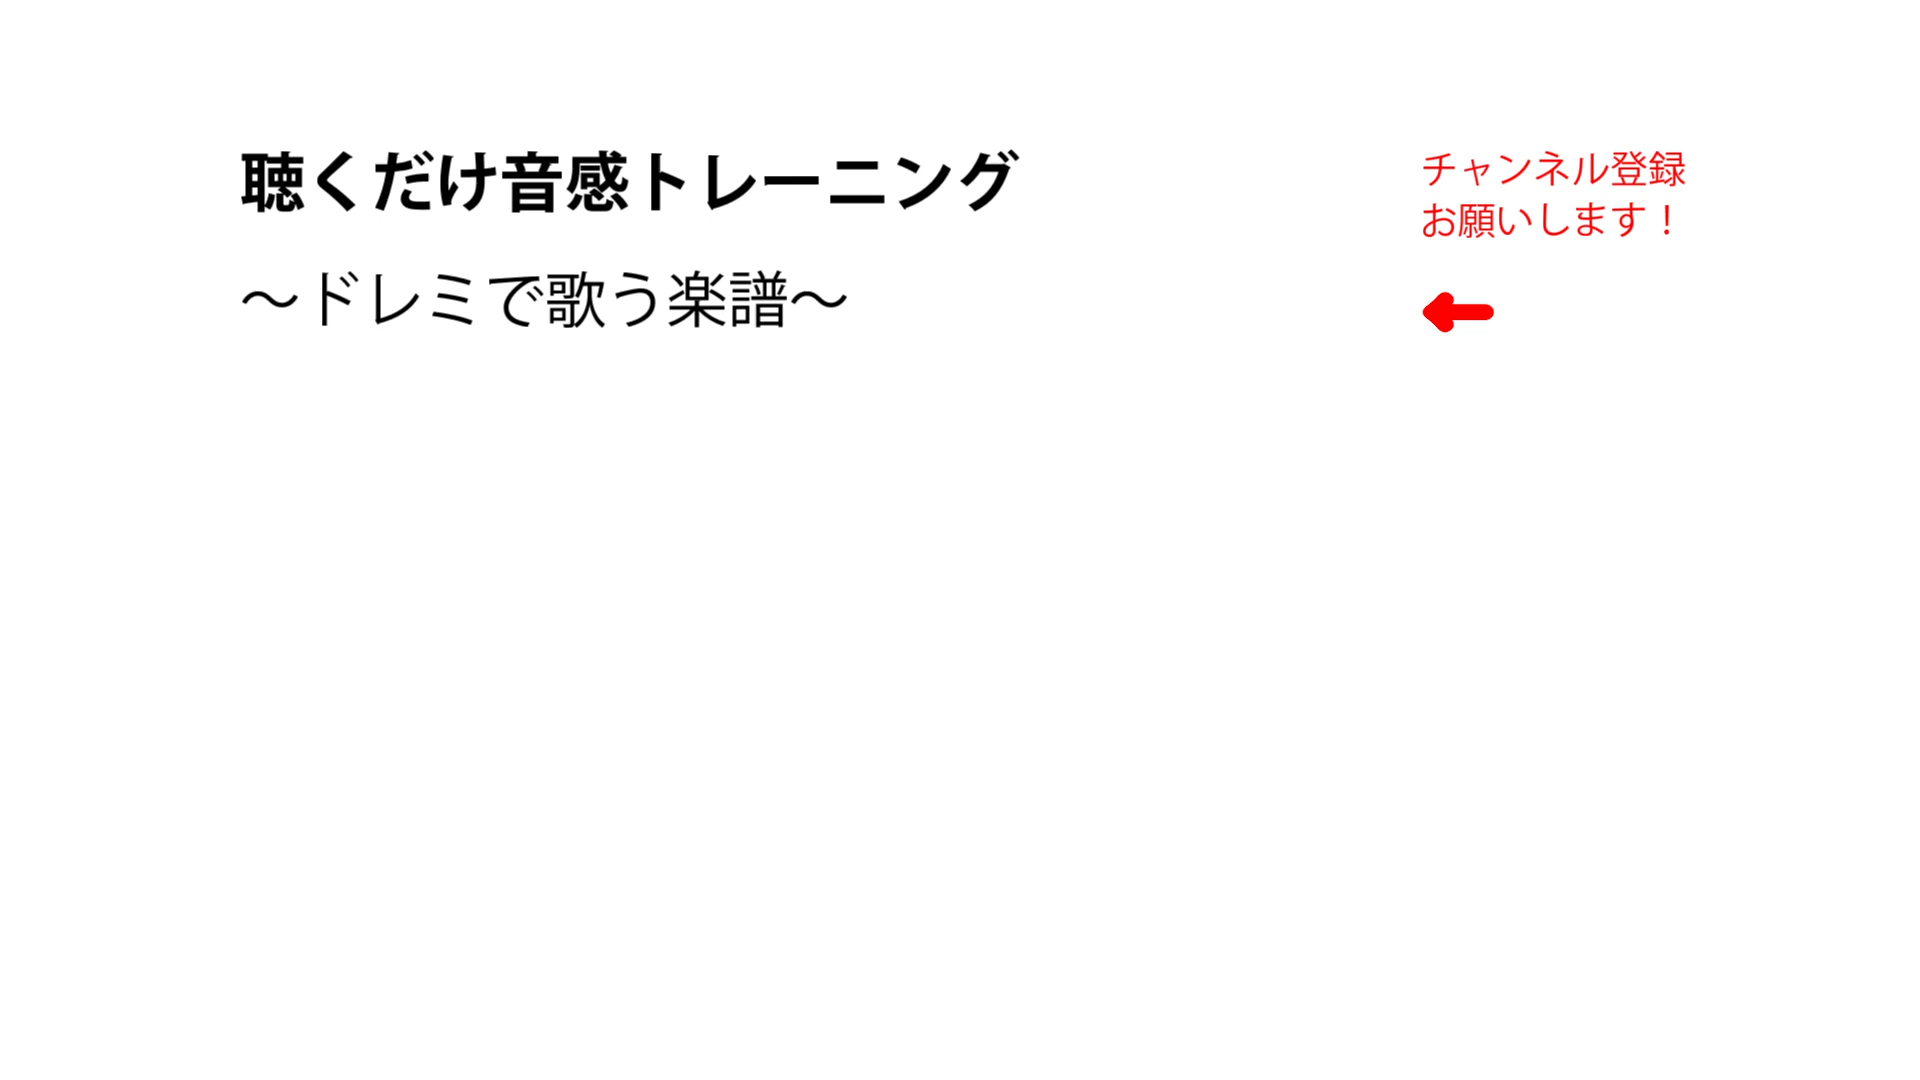 聴くだけ音感トレーニング
～ドレミで歌う楽譜～
チャンネル登録
お願いします！